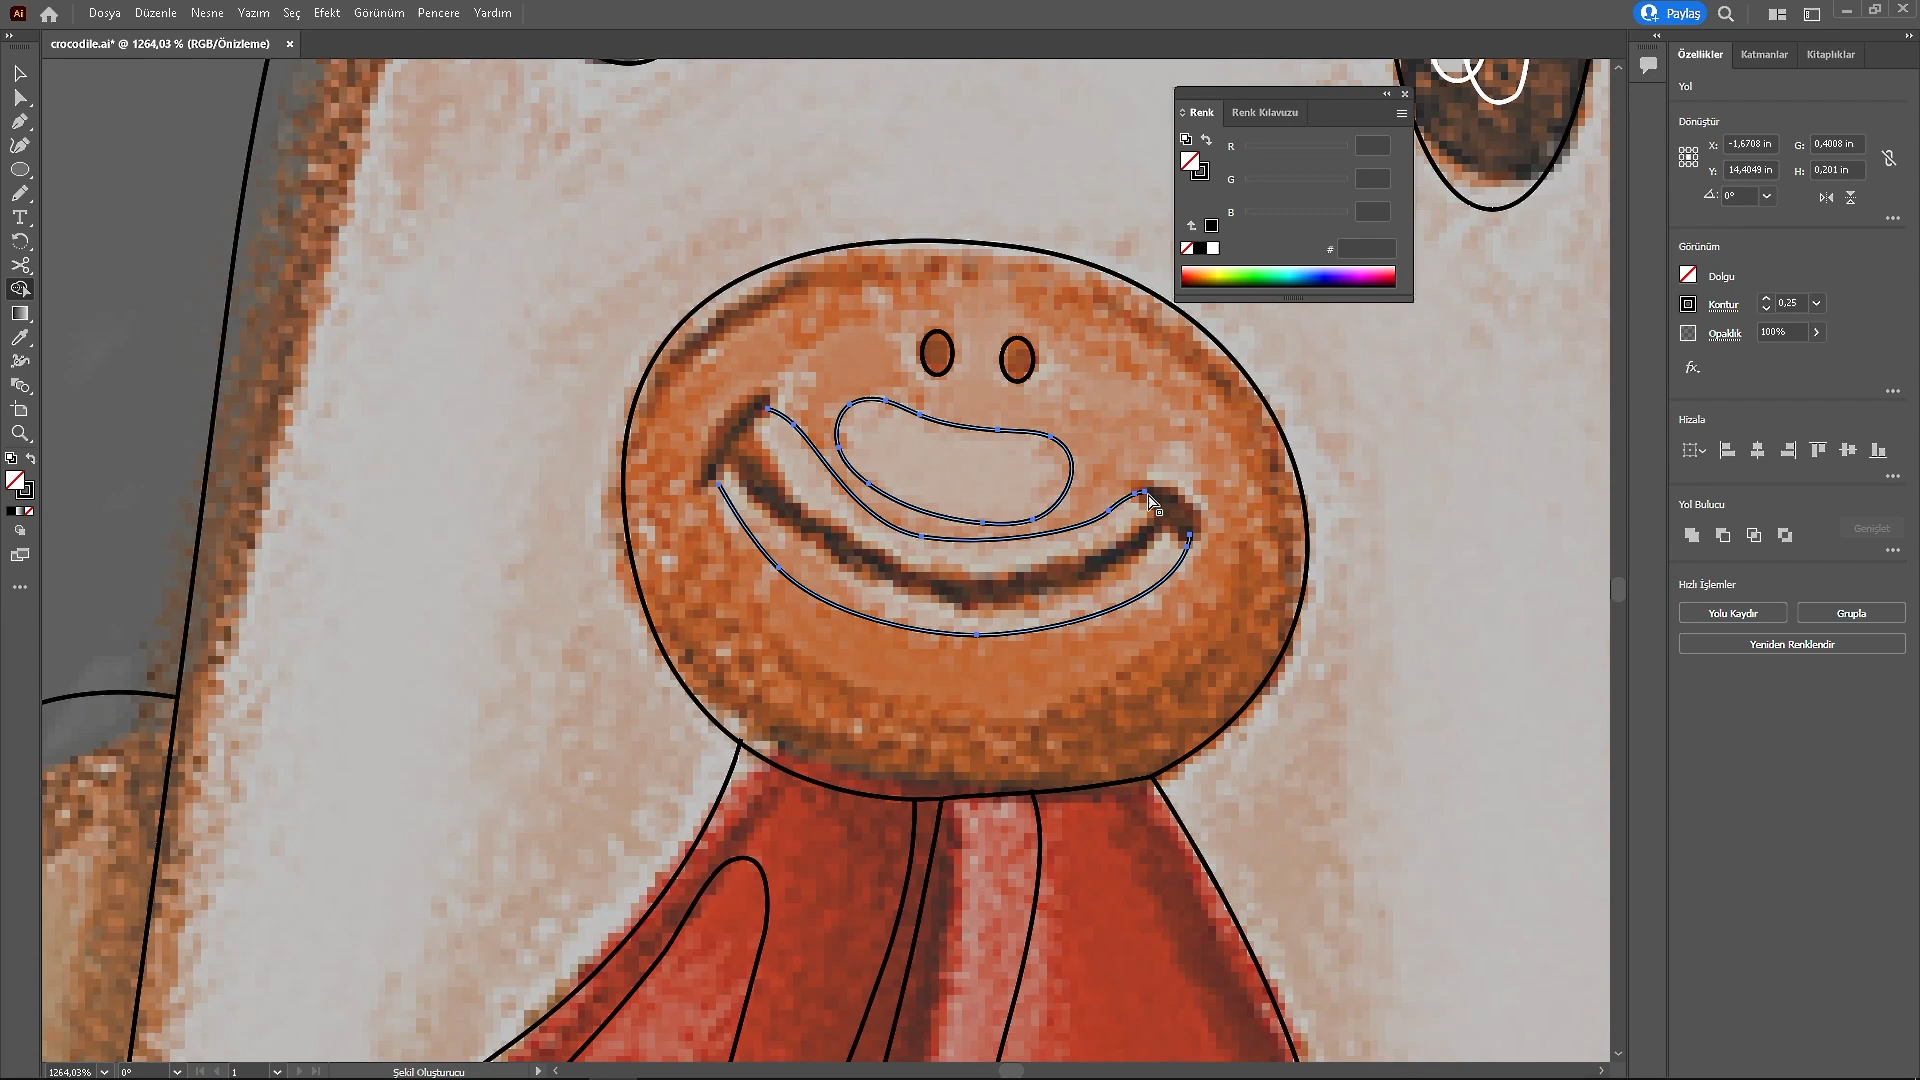 Ai
Dosya Düzenle Nesne Yazım Seç Efekt Görünüm Pencere Yardım
Paylaş
crocodile.ai* @ 1264,03 % (RGB/Önizleme)
Renk Renk Kılavuzu
R
G
B
#
Özellikler Katmanlar Kitaplıklar
Yol
Dönüştür
X: -1,6708 in G: 0,4008 in
Y: 14,4049 in H: 0,201 in
0°
Görünüm
Dolgu
Kontur 0,25
Opaklık 100%
fx.
Hizala
Yol Bulucu
Genişlet
Hızlı İşlemler
Yolu Kaydır Grupla
Yeniden Renklendir
1264,03% 0° 1 Şekil Oluşturucu